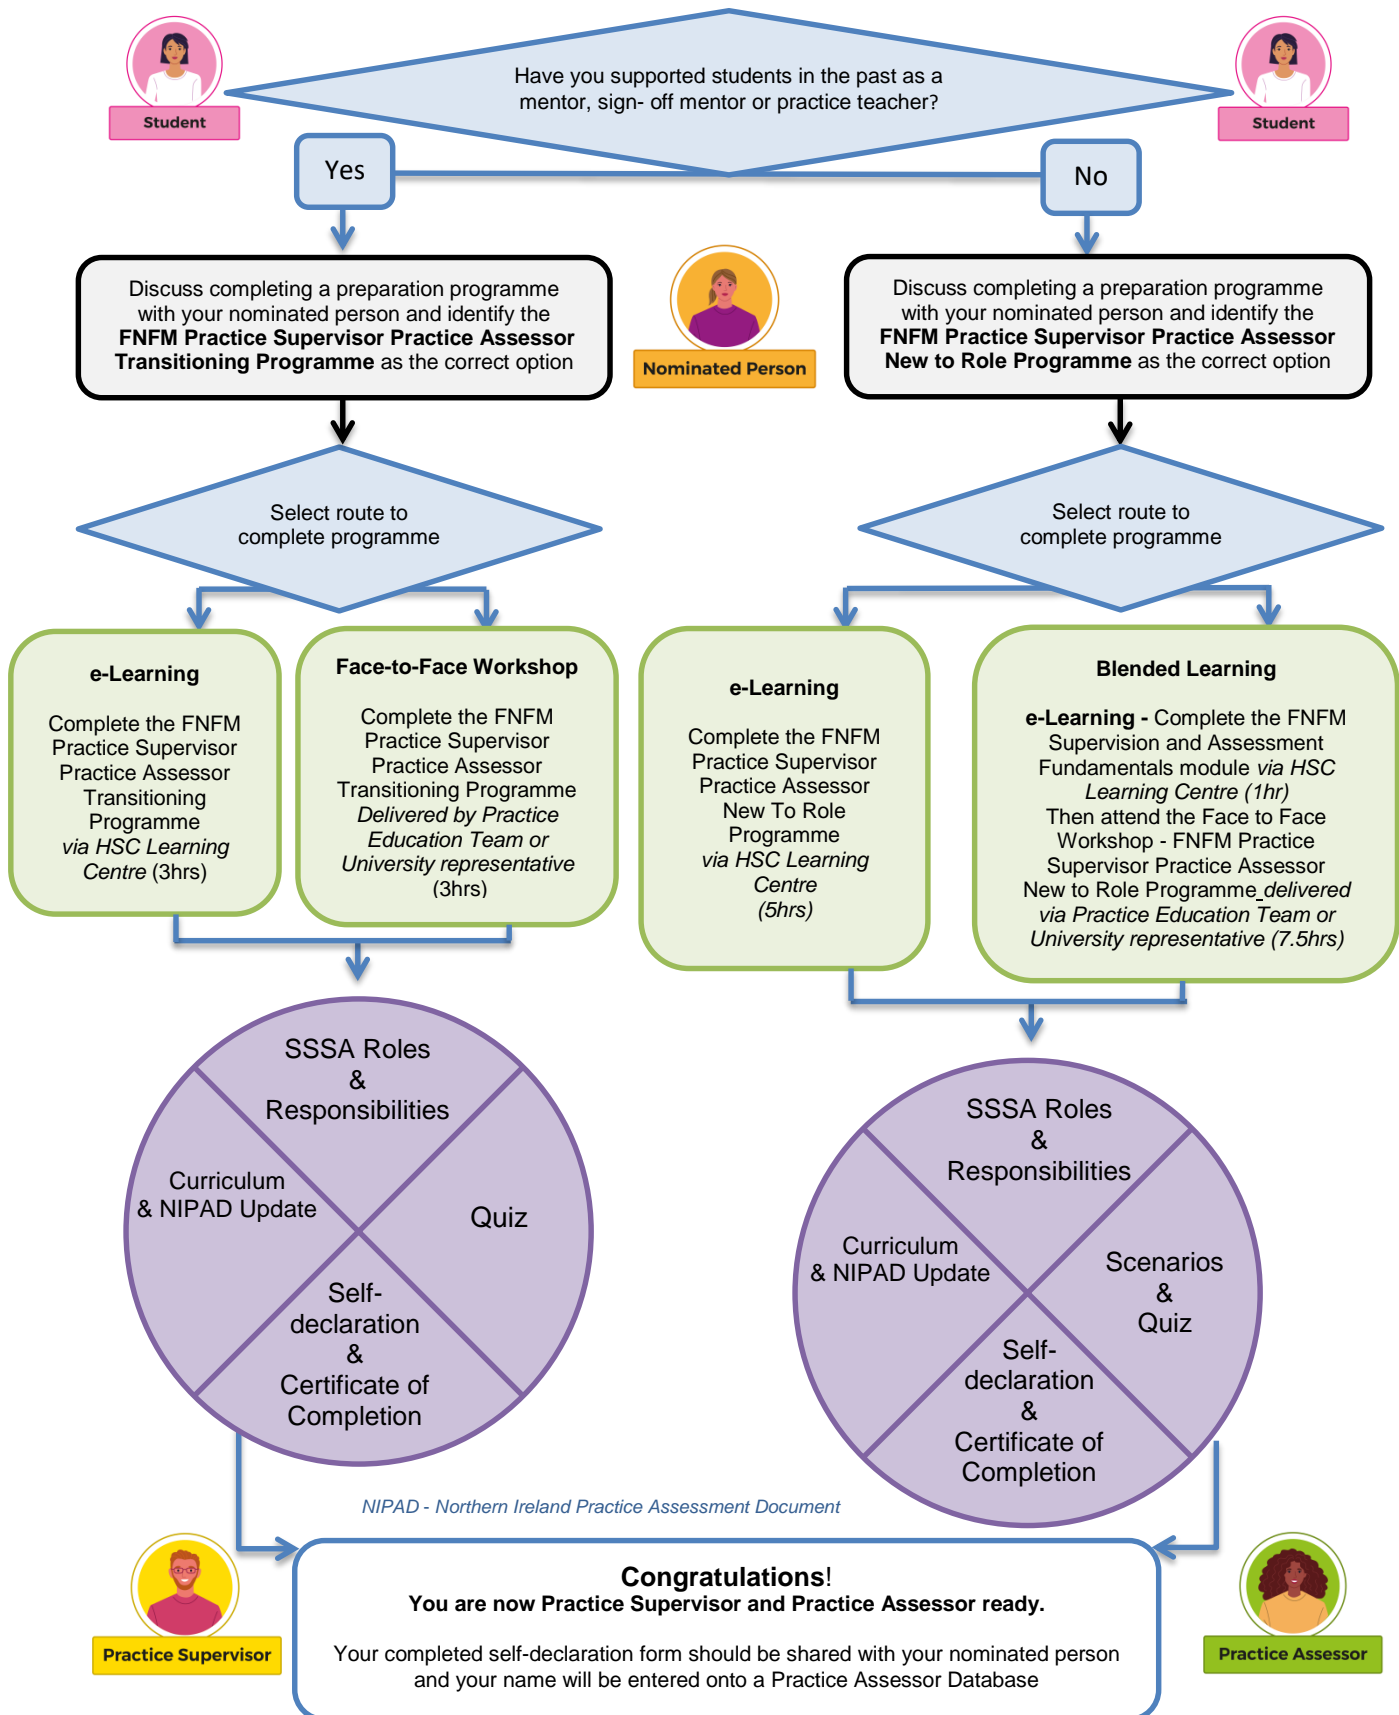 Have you supported students in the past as a
mentor, sign- off mentor or practice teacher?
Student
Student
Yes
No
Discuss completing a preparation programme
with your nominated person and identify the
FNFM Practice Supervisor Practice Assessor
Transitioning Programme as the correct option
Nominated Person
Discuss completing a preparation programme
with your nominated person and identify the
FNFM Practice Supervisor Practice Assessor
New to Role Programme as the correct option
Select route to
complete programme
Select route to
complete programme
e-Learning
Complete the FNFM
Practice Supervisor
Practice Assessor
Transitioning
Programme
via HSC Learning
Centre (3hrs)
Face-to-Face Workshop
Complete the FNFM
Practice Supervisor
Practice Assessor
Transitioning Programme
Delivered by Practice
Education Team or
University representative
(3hrs)
e-Learning
Complete the FNFM
Practice Supervisor
Practice Assessor
New To Role
Programme
via HSC Learning
Centre
(5hrs)
Blended Learning
e-Learning - Complete the FNFM
Supervision and Assessment
Fundamentals module via HSC
Learning Centre (1hr)
Then attend the Face to Face
Workshop - FNFM Practice
Supervisor Practice Assessor
New to Role Programme delivered
via Practice Education Team or
University representative (7.5hrs)
SSSA Roles
&
Responsibilities
Curriculum
& NIPAD Update
Quiz
Self-
declaration
&
Certificate of
Completion
SSSA Roles
&
Responsibilities
Curriculum
& NIPAD Update
Scenarios
&
Quiz
Self-
declaration
&
Certificate of
Completion
NIPAD - Northern Ireland Practice Assessment Document
Practice Supervisor
Congratulations!
You are now Practice Supervisor and Practice Assessor ready.
Your completed self-declaration form should be shared with your nominated person
and your name will be entered onto a Practice Assessor Database
Practice Assessor